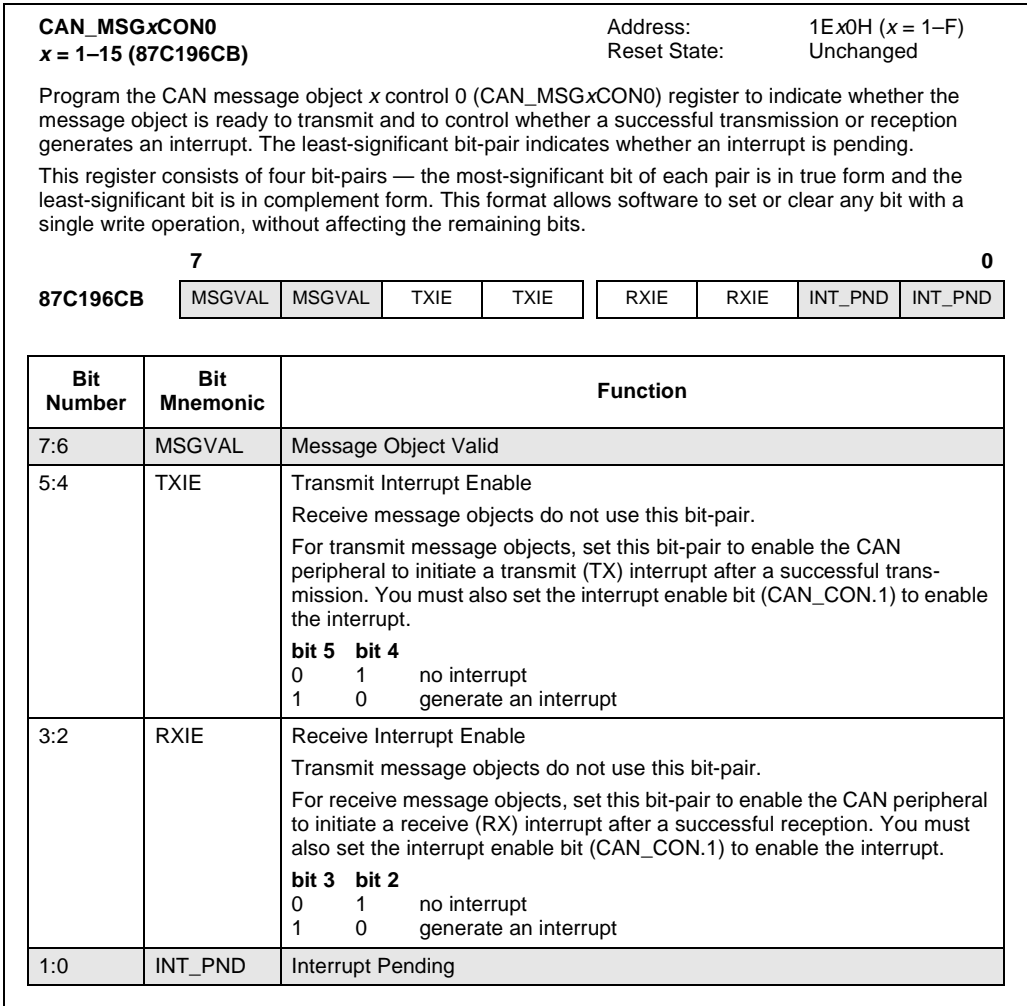 CAN_MSGxCON0
x = 1–15 (87C196CB)
Address: 1Ex0H (x = 1–F)
Reset State: Unchanged
Program the CAN message object x control 0 (CAN_MSGxCON0) register to indicate whether the
message object is ready to transmit and to control whether a successful transmission or reception
generates an interrupt. The least-significant bit-pair indicates whether an interrupt is pending.
This register consists of four bit-pairs — the most-significant bit of each pair is in true form and the
least-significant bit is in complement form. This format allows software to set or clear any bit with a
single write operation, without affecting the remaining bits.
7 0
87C196CB MSGVAL MSGVAL TXIE TXIE RXIE RXIE INT_PND INT_PND
Bit Number Bit Mnemonic Function
7:6 MSGVAL Message Object Valid
5:4 TXIE Transmit Interrupt Enable
Receive message objects do not use this bit-pair.
For transmit message objects, set this bit-pair to enable the CAN
peripheral to initiate a transmit (TX) interrupt after a successful trans-
mission. You must also set the interrupt enable bit (CAN_CON.1) to enable
the interrupt.
bit 5 bit 4
0 1 no interrupt
1 0 generate an interrupt
3:2 RXIE Receive Interrupt Enable
Transmit message objects do not use this bit-pair.
For receive message objects, set this bit-pair to enable the CAN peripheral
to initiate a receive (RX) interrupt after a successful reception. You must
also set the interrupt enable bit (CAN_CON.1) to enable the interrupt.
bit 3 bit 2
0 1 no interrupt
1 0 generate an interrupt
1:0 INT_PND Interrupt Pending